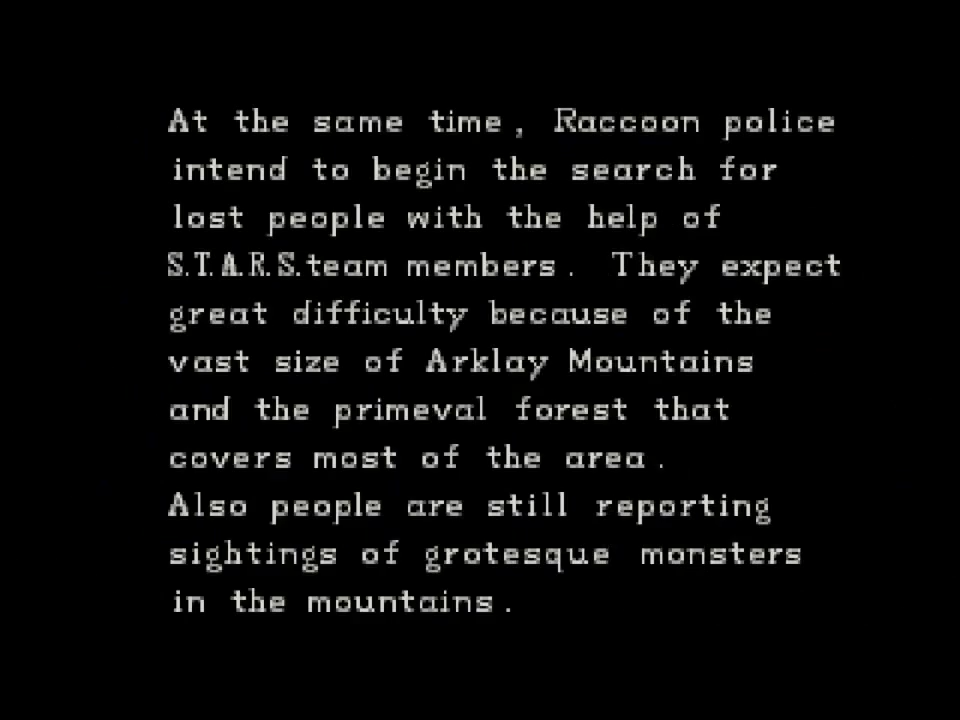 At the same time, Raccoon police
intend to begin the search for
lost people with the help of
S.T.A.R.S.team members. They expect
great difficulty because of the
vast size of Arklay Mountains
and the primeval forest that
covers most of the area.
Also people are still reporting
sightings of grotesque monsters
in the mountains.